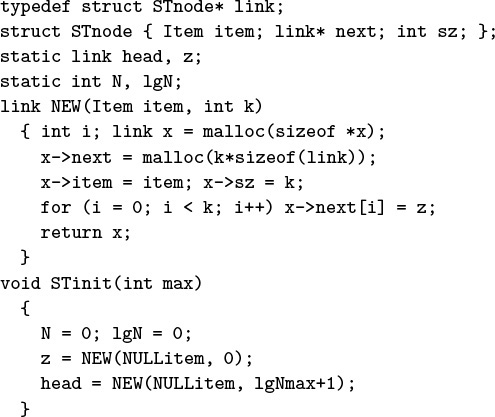 typedef struct STnode* link;
struct STnode { Item item; link* next; int sz; };
static link head, z;
static int N, lgN;
link NEW(Item item, int k)
  { int i; link x = malloc(sizeof *x);
    x->next = malloc(k*sizeof(link));
    x->item = item; x->sz = k;
    for (i = 0; i < k; i++) x->next[i] = z;
    return x;
  }
void STinit(int max)
  {
    N = 0; lgN = 0;
    z = NEW(NULLitem, 0);
    head = NEW(NULLitem, lgNmax+1);
  }